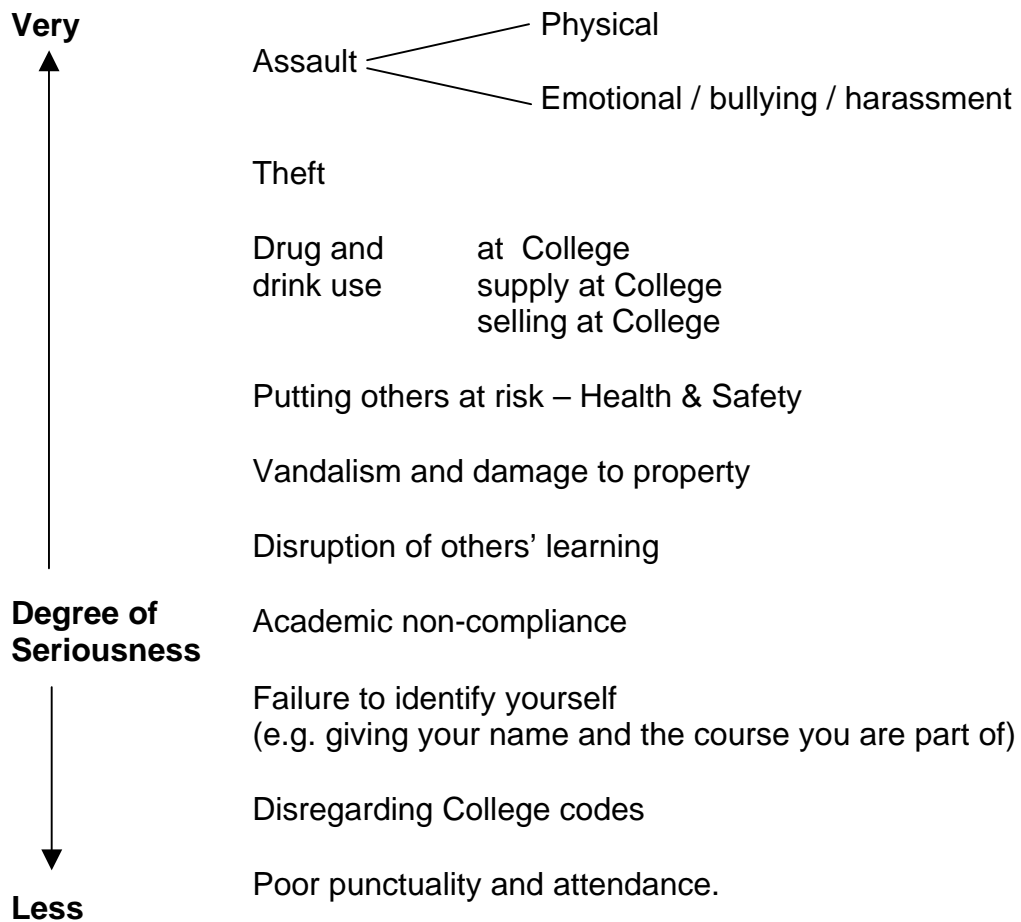 Very
Physical
Assault
Emotional / bullying / harassment
Theft
Drug and at College
drink use supply at College
selling at College
Putting others at risk – Health & Safety
Vandalism and damage to property
Disruption of others’ learning
Degree of
Seriousness
Academic non-compliance
Failure to identify yourself
(e.g. giving your name and the course you are part of)
Disregarding College codes
Poor punctuality and attendance.
Less